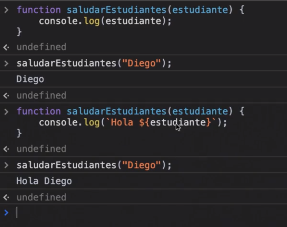 > function saludarEstudiantes(estudiante) {
      console.log(estudiante);
  }
< undefined
> saludarEstudiantes("Diego");
  Diego
< undefined
> function saludarEstudiantes(estudiante) {
      console.log(`Hola ${estudiante}`);
  }
< undefined
> saludarEstudiantes("Diego");
  Hola Diego
< undefined
>